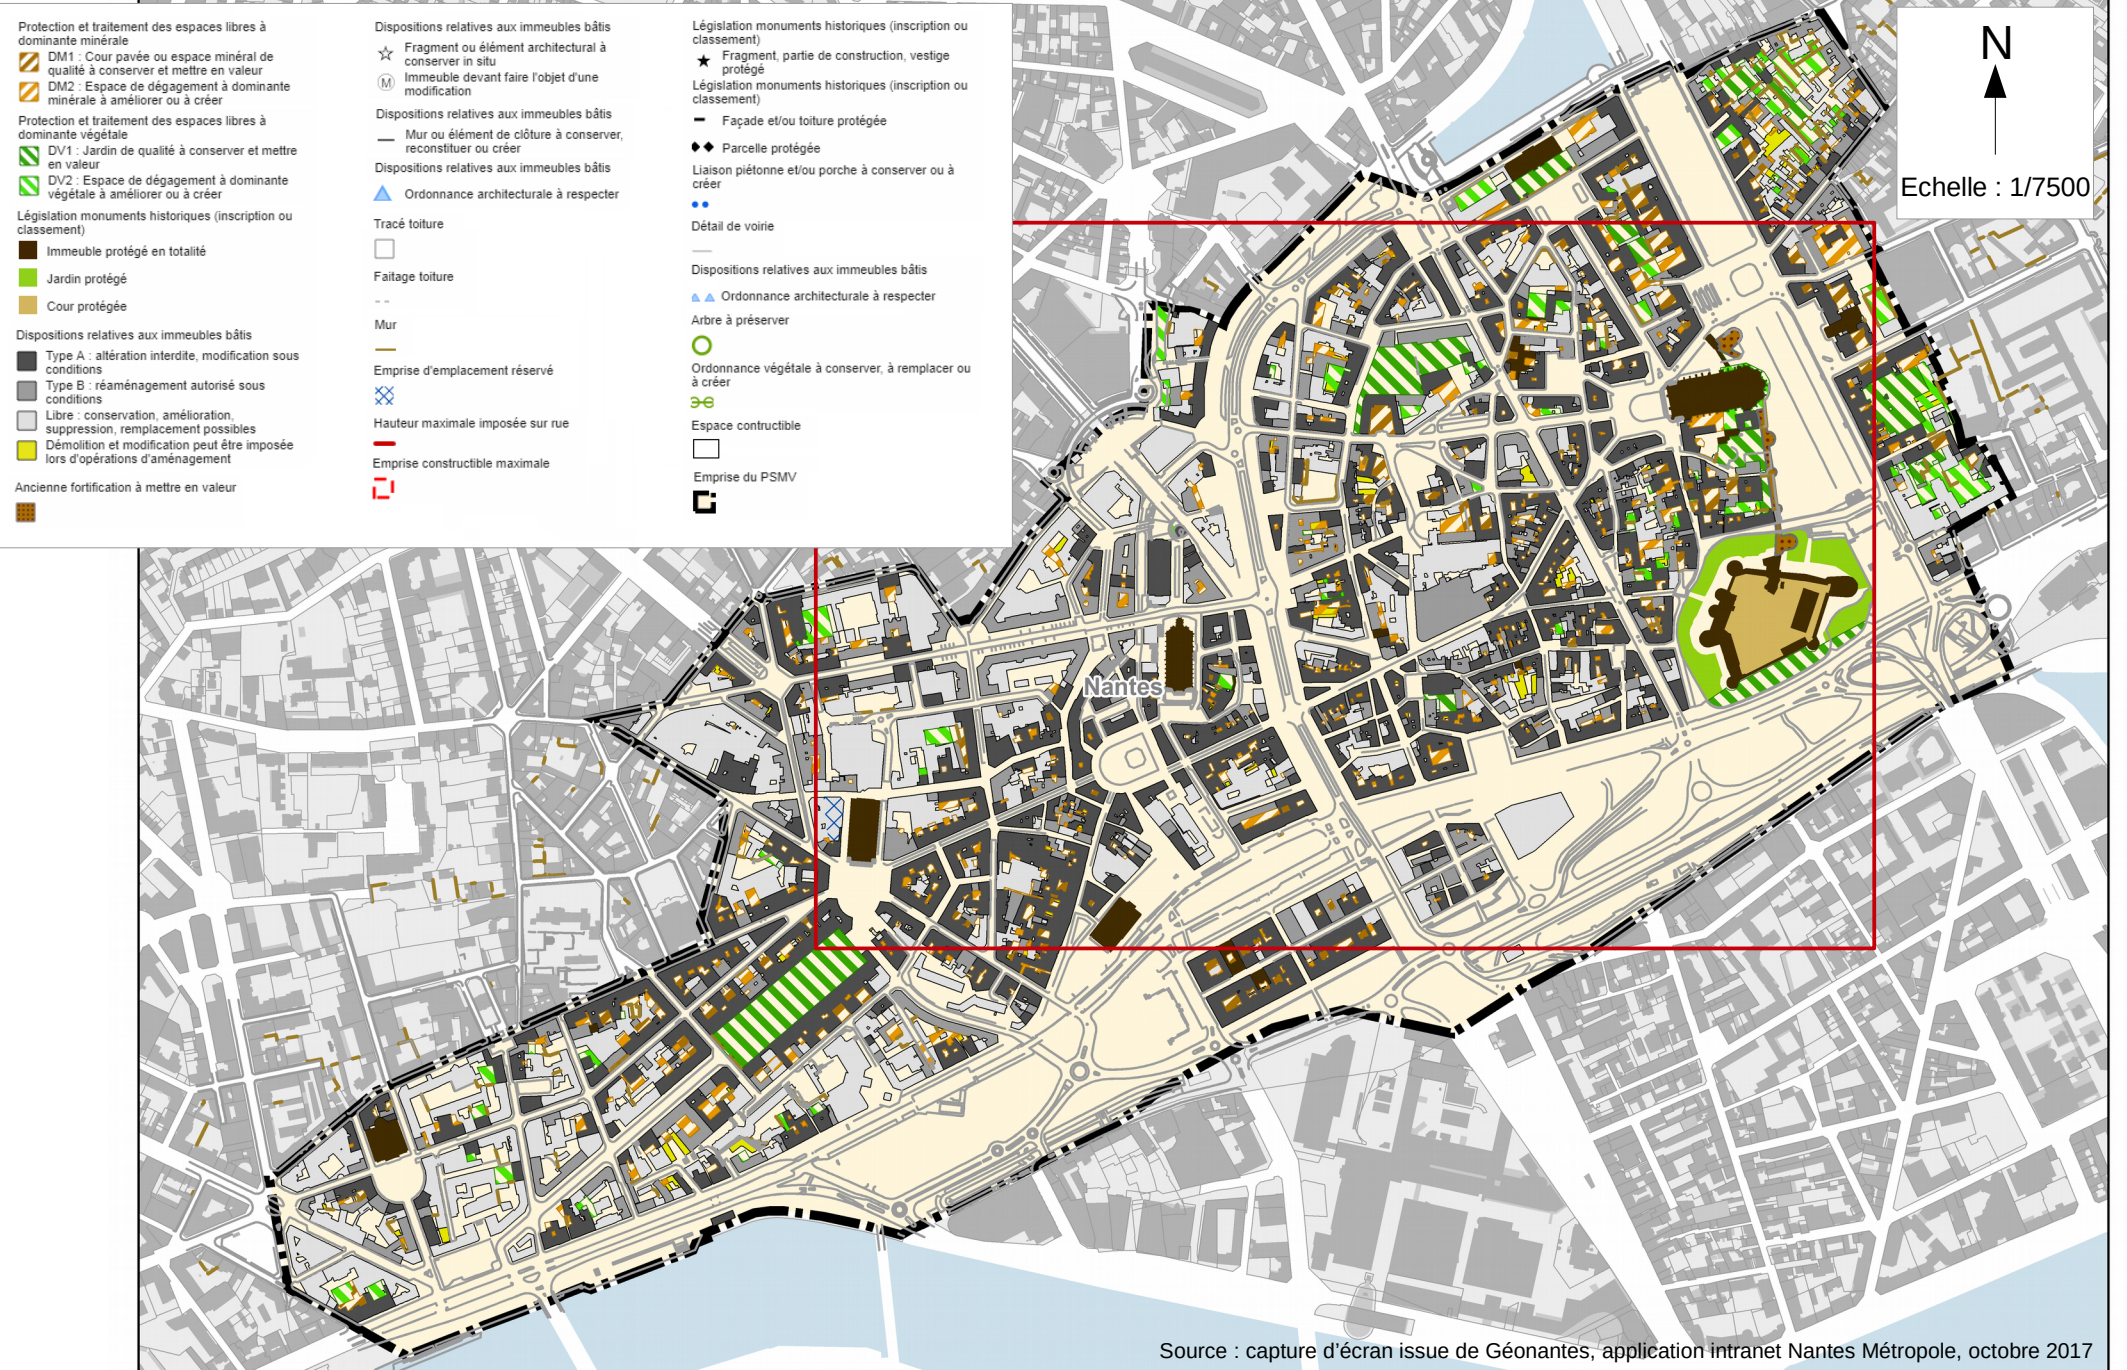 Protection et traitement des espaces libres à
dominante minérale
DM1 : Cour pavée ou espace minéral de
qualité à conserver et mettre en valeur
DM2 : Espace de dégagement à dominante
minérale à améliorer ou à créer
Protection et traitement des espaces libres à
dominante végétale
DV1 : Jardin de qualité à conserver et mettre
en valeur
DV2 : Espace de dégagement à dominante
végétale à améliorer ou à créer
Législation monuments historiques (inscription ou
classement)
Immeuble protégé en totalité
Jardin protégé
Cour protégée
Dispositions relatives aux immeubles bâtis
Type A : altération interdite, modification sous
conditions
Type B : réaménagement autorisé sous
conditions
Libre : conservation, amélioration,
suppression, remplacement possibles
Démolition et modification peut être imposée
lors d'opérations d'aménagement
Ancienne fortification à mettre en valeur
Dispositions relatives aux immeubles bâtis
Fragment ou élément architectural à
conserver in situ
M Immeuble devant faire l'objet d'une
modification
Dispositions relatives aux immeubles bâtis
Mur ou élément de clôture à conserver,
reconstituer ou créer
Dispositions relatives aux immeubles bâtis
Ordonnance architecturale à respecter
Tracé toiture
Faitage toiture
Mur
Emprise d'emplacement réservé
Hauteur maximale imposée sur rue
Emprise constructible maximale
Législation monuments historiques (inscription ou
classement)
Fragment, partie de construction, vestige
protégé
Législation monuments historiques (inscription ou
classement)
Façade et/ou toiture protégée
Parcelle protégée
Liaison piétonne et/ou porche à conserver ou à
créer
Détail de voirie
Dispositions relatives aux immeubles bâtis
Ordonnance architecturale à respecter
Arbre à préserver
Ordonnance végétale à conserver, à remplacer ou
à créer
Espace contructible
Emprise du PSMV
N
Echelle : 1/7500
Nantes
Source : capture d'écran issue de Géonantes, application intranet Nantes Métropole, octobre 2017